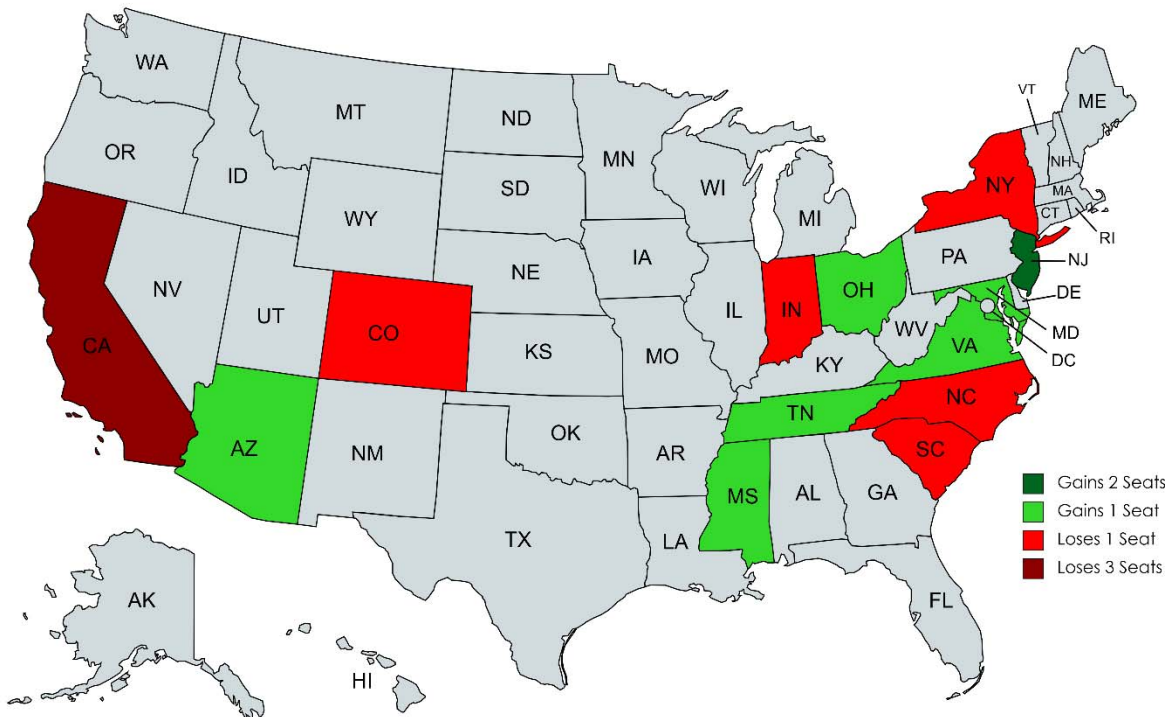 WA
OR
ID
MT
ND
MN
SD
WY
WI
MI
NE
IA
NV
UT
CO
KS
MO
IL
IN
OH
PA
NY
VT
ME
NH
MA
CT
RI
NJ
DE
MD
DC
WV
VA
KY
CA
AZ
NM
OK
AR
TN
NC
SC
MS
AL
GA
TX
LA
FL
AK
HI
Gains 2 Seats
Gains 1 Seat
Loses 1 Seat
Loses 3 Seats